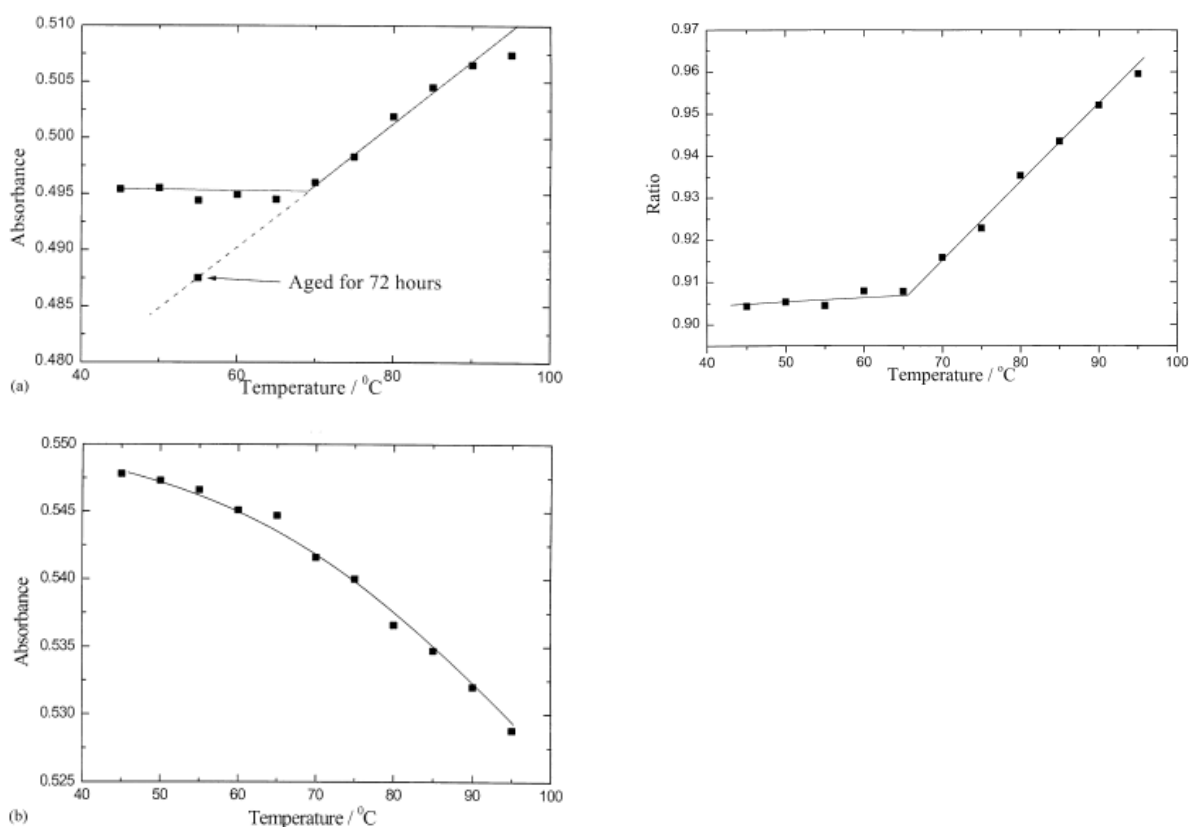 0.510
0.505
0.500
0.495
0.490
0.485
0.480
Absorbance
Aged for 72 hours
40 60 80 100
Temperature / ⁰C
(a)
0.97
0.96
0.95
0.94
0.93
0.92
0.91
0.90
Ratio
40 50 60 70 80 90 100
Temperature / °C
0.550
0.545
0.540
0.535
0.530
0.525
Absorbance
40 50 60 70 80 90 100
Temperature / ⁰C
(b)